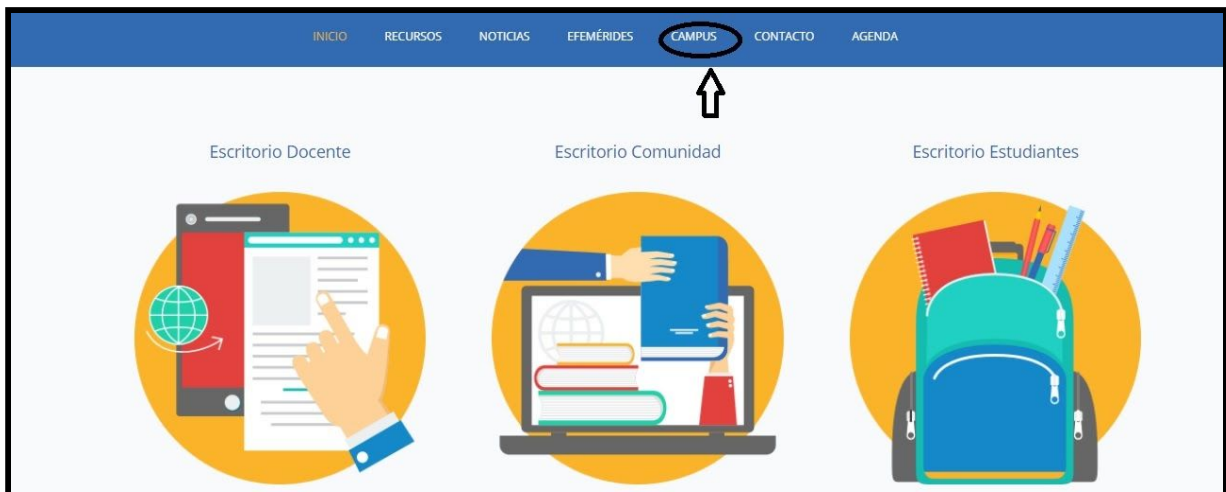 INICIO RECURSOS NOTICIAS EFEMÉRIDES CAMPUS CONTACTO AGENDA
Escritorio Docente Escritorio Comunidad Escritorio Estudiantes